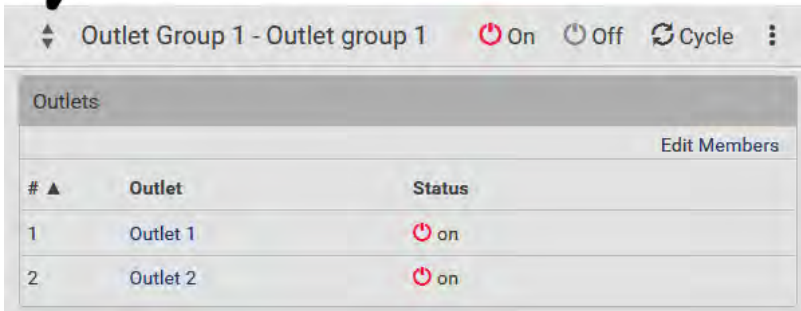 Outlet Group 1 - Outlet group 1 On Off Cycle
Outlets
Edit Members
# ▲ Outlet Status
1 Outlet 1 on
2 Outlet 2 on